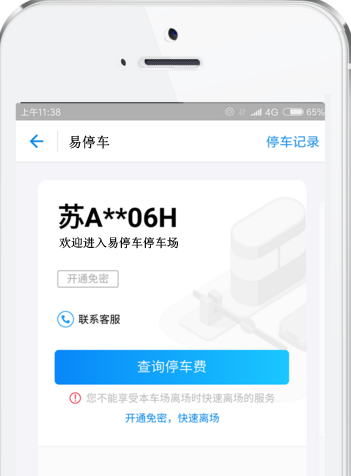 上午11:38 4G 65%
易停车 停车记录
苏A**06H
欢迎进入易停车停车场
开通免密
联系客服
查询停车费
您不能享受本车场离场时快速离场的服务
开通免密，快速离场